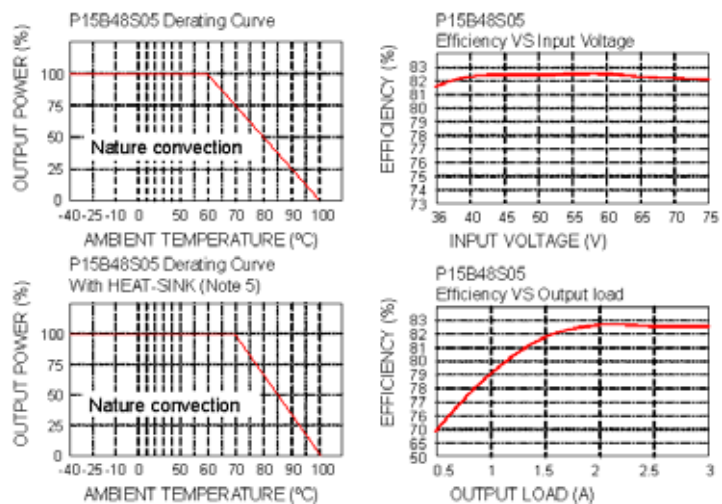 P15B48S05 Derating Curve
OUTPUT POWER (%)
100
75
50
25
0
Nature convection
-40 -25 -10 0 50 60 70 80 90 100
AMBIENT TEMPERATURE (ºC)
P15B48S05
Efficiency VS Input Voltage
EFFICIENCY (%)
83
82
81
80
79
78
77
76
75
74
73
36 40 45 50 55 60 65 70 75
INPUT VOLTAGE (V)
P15B48S05 Derating Curve
With HEAT-SINK (Note 5)
OUTPUT POWER (%)
100
75
50
25
0
Nature convection
-40 -25 -10 0 50 60 70 80 90 100
AMBIENT TEMPERATURE (ºC)
P15B48S05
Efficiency VS Output load
EFFICIENCY (%)
83
82
81
80
79
78
77
76
70
65
50
0.5 1 1.5 2 2.5 3
OUTPUT LOAD (A)